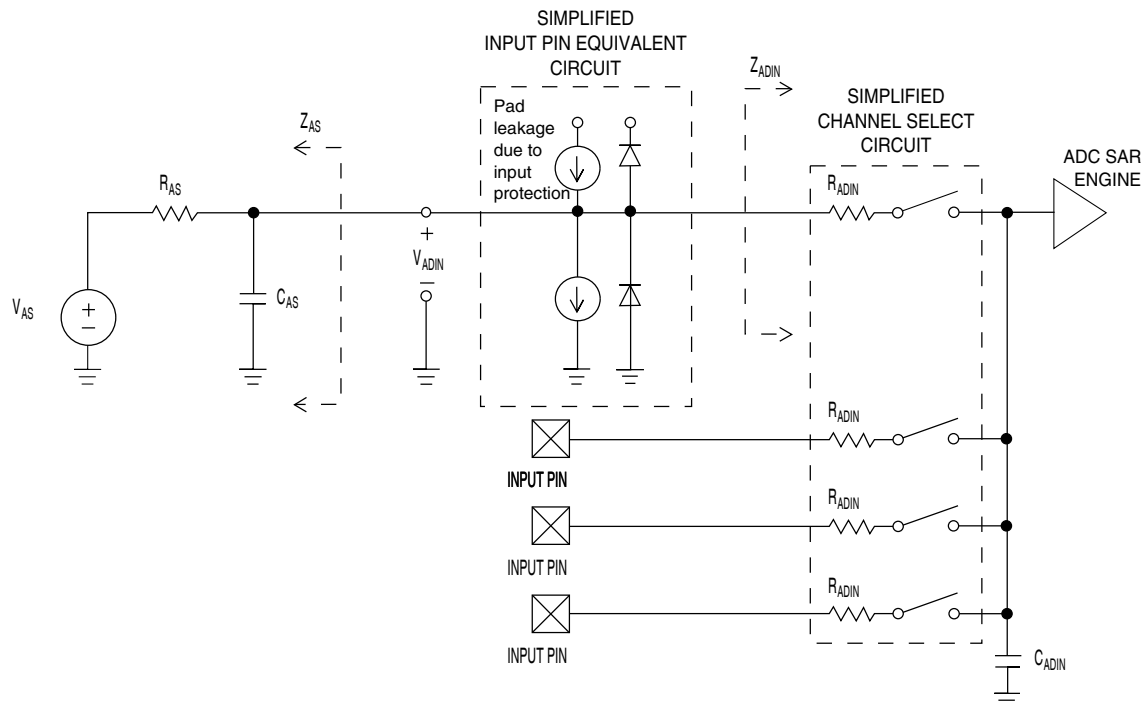 SIMPLIFIED
INPUT PIN EQUIVALENT
CIRCUIT
Z_ADIN
SIMPLIFIED
CHANNEL SELECT
CIRCUIT
ADC SAR
ENGINE
Pad
leakage
due to
input
protection
Z_AS
R_AS
R_ADIN
+
V_ADIN
–
V_AS
+
–
C_AS
R_ADIN
INPUT PIN
R_ADIN
INPUT PIN
R_ADIN
INPUT PIN
C_ADIN